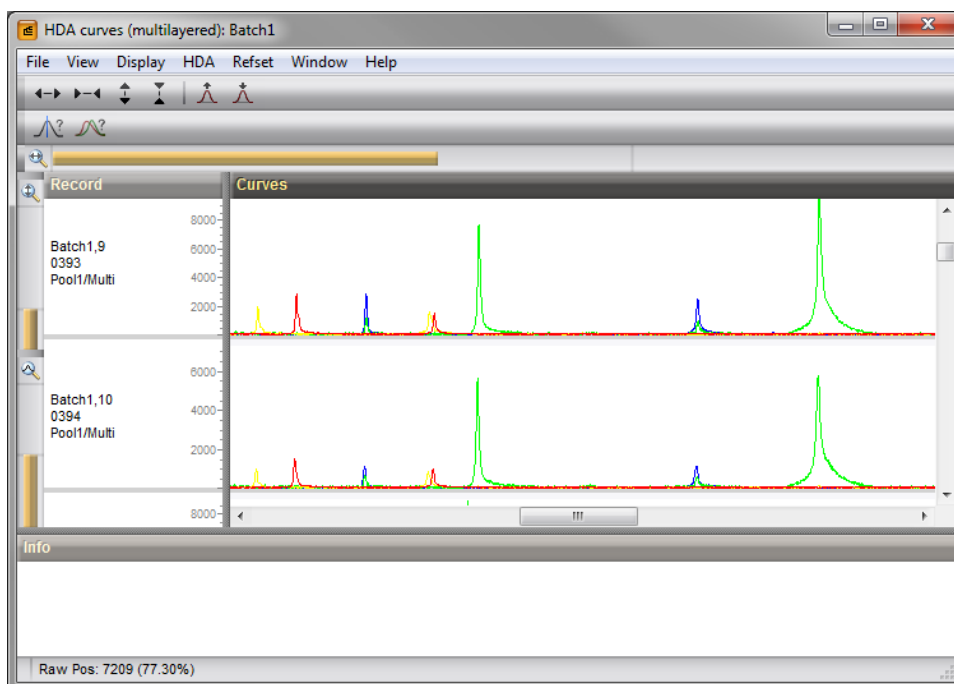 HDA curves (multilayered): Batch1
File View Display HDA Refset Window Help
Record
Curves
Batch1,9
0393
Pool1/Multi
8000
6000
4000
2000
Batch1,10
0394
Pool1/Multi
6000
4000
2000
8000
Info
Raw Pos: 7209 (77.30%)